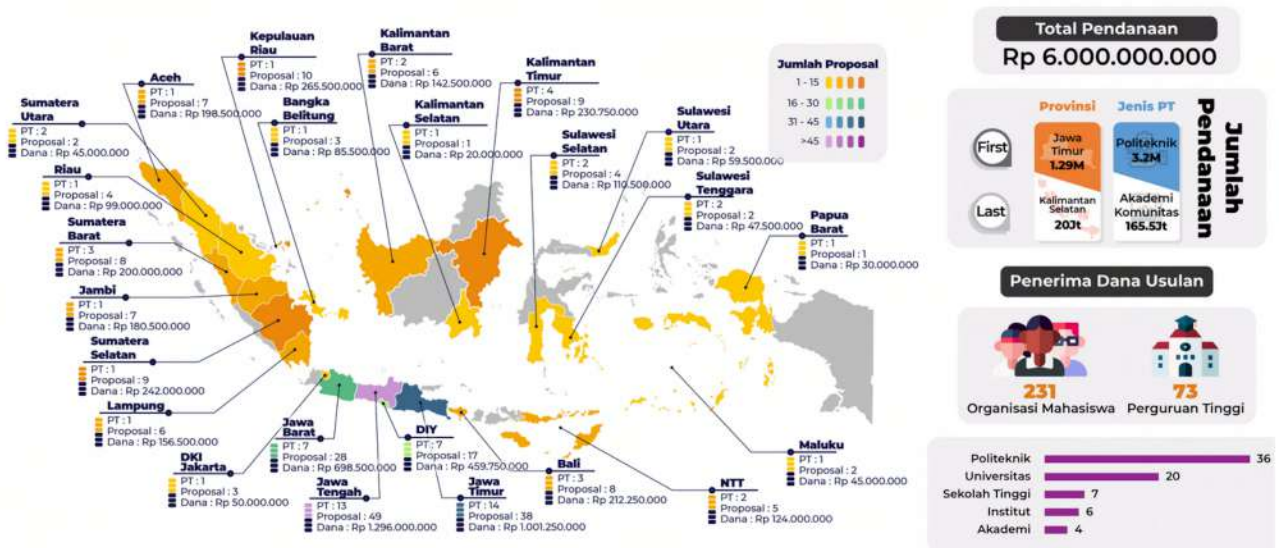 Aceh
PT : 1
Proposal : 7
Dana : Rp 198.500.000
Sumatera
Utara
PT : 2
Proposal : 2
Dana : Rp 45.000.000
Riau
PT : 1
Proposal : 4
Dana : Rp 99.000.000
Sumatera
Barat
PT : 3
Proposal : 8
Dana : Rp 200.000.000
Jambi
PT : 1
Proposal : 7
Dana : Rp 180.500.000
Sumatera
Selatan
PT : 1
Proposal : 9
Dana : Rp 242.000.000
Lampung
PT : 1
Proposal : 6
Dana : Rp 156.500.000
DKI
Jakarta
PT : 1
Proposal : 3
Dana : Rp 50.000.000
Kepulauan
Riau
PT : 1
Proposal : 10
Dana : Rp 265.500.000
Bangka
Belitung
PT : 1
Proposal : 3
Dana : Rp 85.500.000
Kalimantan
Barat
PT : 2
Proposal : 6
Dana : Rp 142.500.000
Kalimantan
Selatan
PT : 1
Proposal : 1
Dana : Rp 20.000.000
Kalimantan
Timur
PT : 4
Proposal : 9
Dana : Rp 230.750.000
Sulawesi
Selatan
PT : 2
Proposal : 4
Dana : Rp 110.500.000
Sulawesi
Utara
PT : 1
Proposal : 2
Dana : Rp 59.500.000
Sulawesi
Tenggara
PT : 2
Proposal : 2
Dana : Rp 47.500.000
Papua
Barat
PT : 1
Proposal : 1
Dana : Rp 30.000.000
Jawa
Barat
PT : 7
Proposal : 28
Dana : Rp 698.500.000
Jawa
Tengah
PT : 13
Proposal : 49
Dana : Rp 1.296.000.000
DIY
PT : 7
Proposal : 17
Dana : Rp 459.750.000
Jawa
Timur
PT : 14
Proposal : 38
Dana : Rp 1.001.250.000
Bali
PT : 3
Proposal : 8
Dana : Rp 212.250.000
NTT
PT : 2
Proposal : 5
Dana : Rp 124.000.000
Maluku
PT : 1
Proposal : 2
Dana : Rp 45.000.000
Jumlah Proposal
1 - 15
16 - 30
31 - 45
>45
Total Pendanaan
Rp 6.000.000.000
Jumlah
Pendanaan
Provinsi
Jenis PT
First
Jawa
Timur
1.29M
Politeknik
3.2M
Last
Kalimantan
Selatan
20Jt
Akademi
Komunitas
165.5Jt
Penerima Dana Usulan
231
Organisasi Mahasiswa
73
Perguruan Tinggi
Politeknik 36
Universitas 20
Sekolah Tinggi 7
Institut 6
Akademi 4